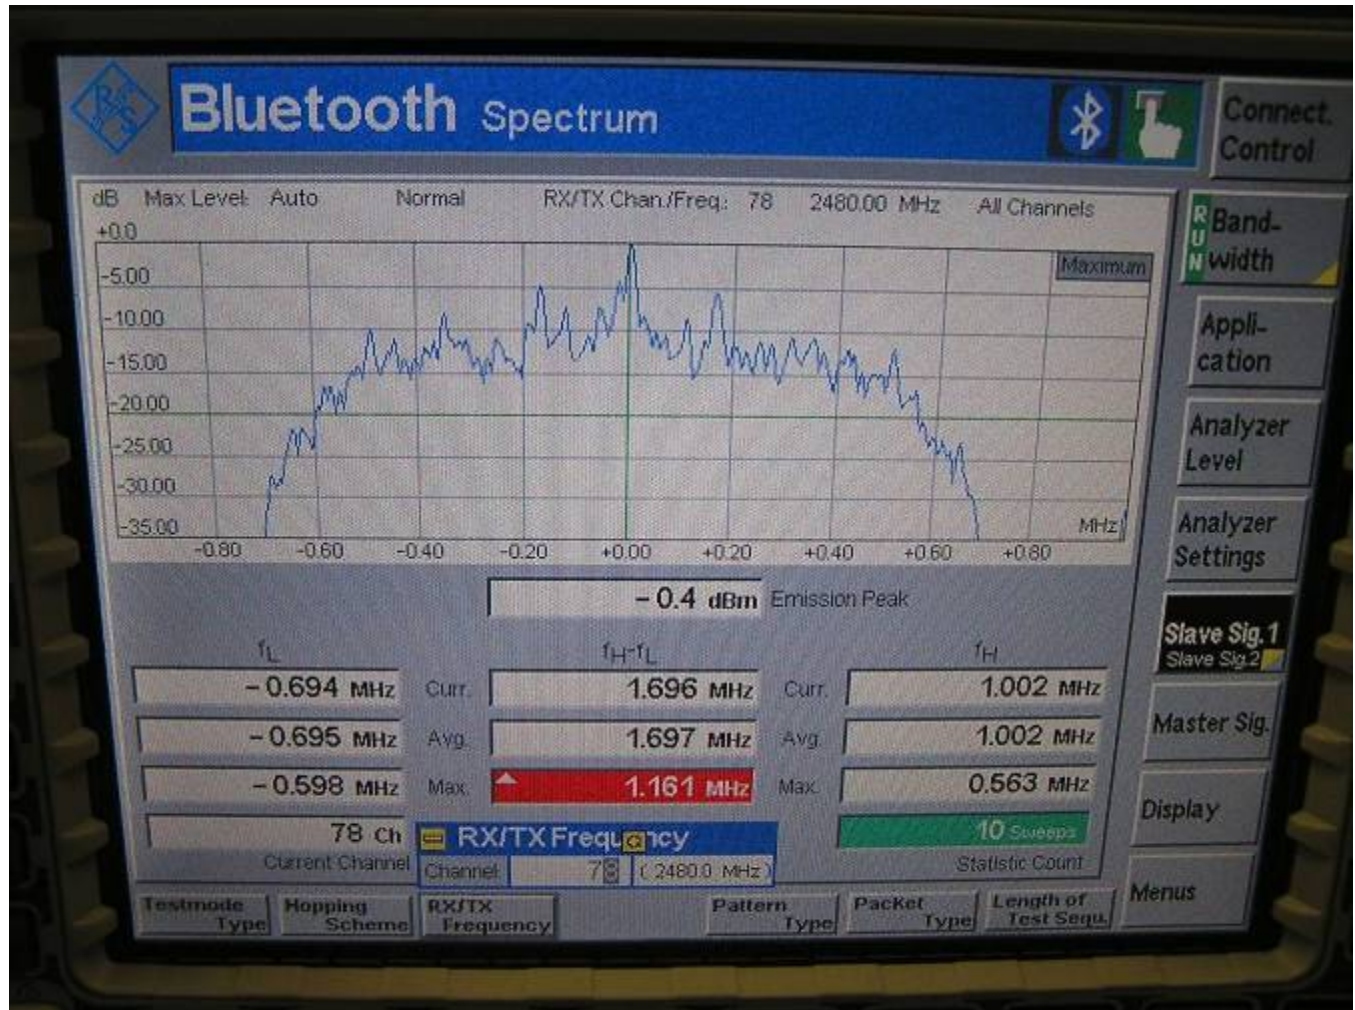 R&S
Bluetooth Spectrum
Connect. Control
dB Max Level: Auto Normal RX/TX Chan./Freq.: 78 2480.00 MHz All Channels
+0.0
Maximum
-5.00
-10.00
-15.00
-20.00
-25.00
-30.00
-35.00
MHz
-0.80 -0.60 -0.40 -0.20 +0.00 +0.20 +0.40 +0.60 +0.80
RUN
Band-
width
Appli-
cation
Analyzer
Level
Analyzer
Settings
Slave Sig.1
Slave Sig.2
Master Sig.
Display
Menus
-0.4 dBm Emission Peak
fL fH-fL fH
-0.694 MHz Curr. 1.696 MHz Curr. 1.002 MHz
-0.695 MHz Avg. 1.697 MHz Avg. 1.002 MHz
-0.598 MHz Max. 1.161 MHz Max. 0.563 MHz
78 Ch
Current Channel
RX/TX Frequency
Channel 78 ( 2480.0 MHz )
10 Sweeps
Statistic Count
Testmode
Type
Hopping
Scheme
RX/TX
Frequency
Pattern
Type
Packet
Type
Length of
Test Sequ.